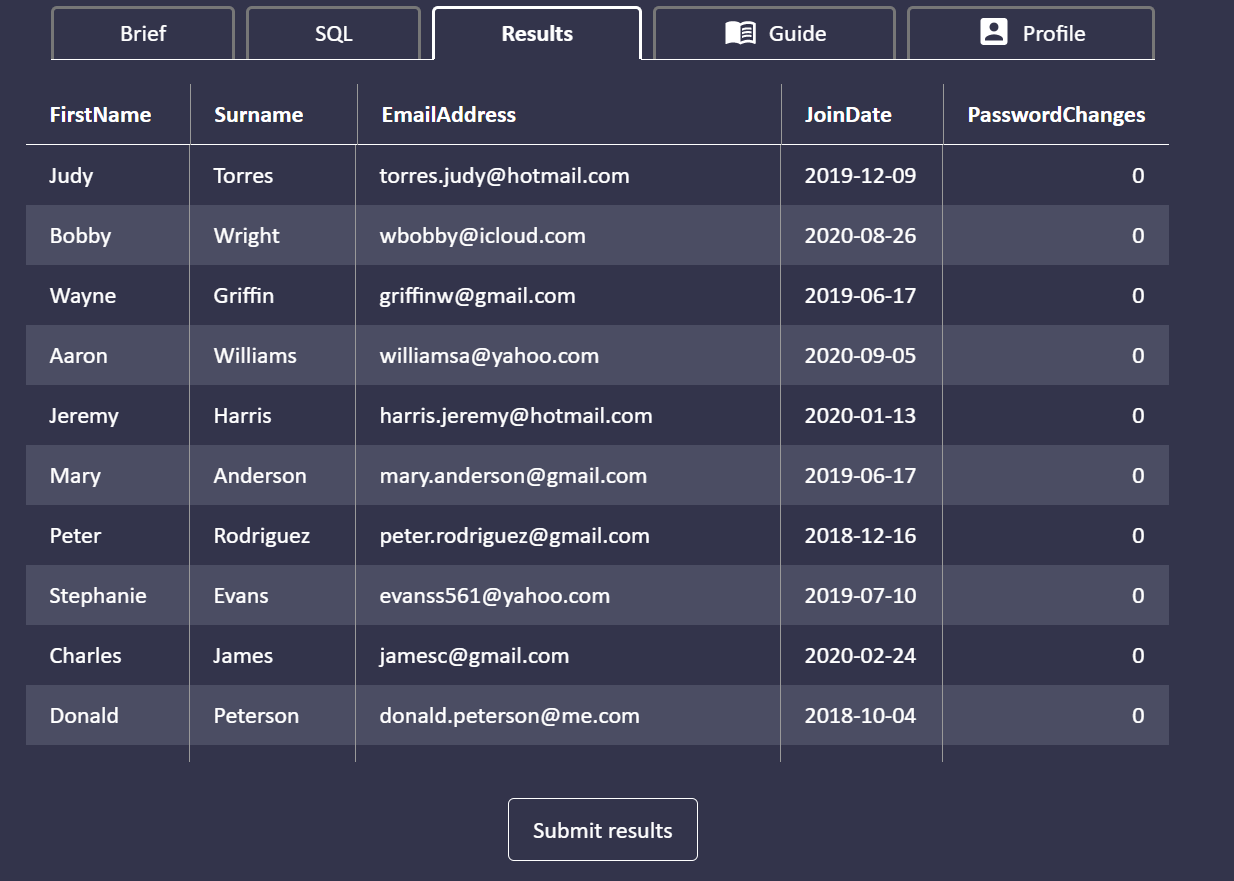 Brief SQL Results Guide Profile
FirstName Surname EmailAddress JoinDate PasswordChanges
Judy Torres torres.judy@hotmail.com 2019-12-09 0
Bobby Wright wbobby@icloud.com 2020-08-26 0
Wayne Griffin griffinw@gmail.com 2019-06-17 0
Aaron Williams williamsa@yahoo.com 2020-09-05 0
Jeremy Harris harris.jeremy@hotmail.com 2020-01-13 0
Mary Anderson mary.anderson@gmail.com 2019-06-17 0
Peter Rodriguez peter.rodriguez@gmail.com 2018-12-16 0
Stephanie Evans evanss561@yahoo.com 2019-07-10 0
Charles James jamesc@gmail.com 2020-02-24 0
Donald Peterson donald.peterson@me.com 2018-10-04 0
Submit results